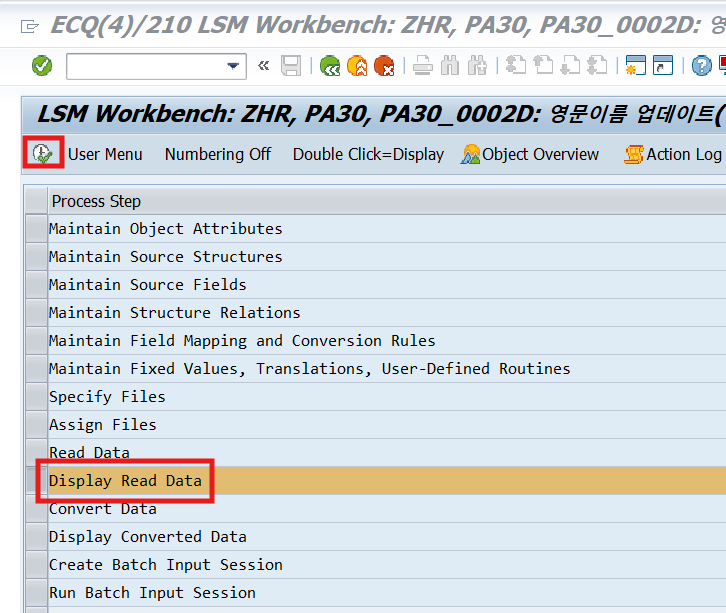 ECQ(4)/210 LSM Workbench: ZHR, PA30, PA30_0002D: 영
LSM Workbench: ZHR, PA30, PA30_0002D: 영문이름 업데이트(
User Menu Numbering Off Double Click=Display Object Overview Action Log
Process Step
Maintain Object Attributes
Maintain Source Structures
Maintain Source Fields
Maintain Structure Relations
Maintain Field Mapping and Conversion Rules
Maintain Fixed Values, Translations, User-Defined Routines
Specify Files
Assign Files
Read Data
Display Read Data
Convert Data
Display Converted Data
Create Batch Input Session
Run Batch Input Session